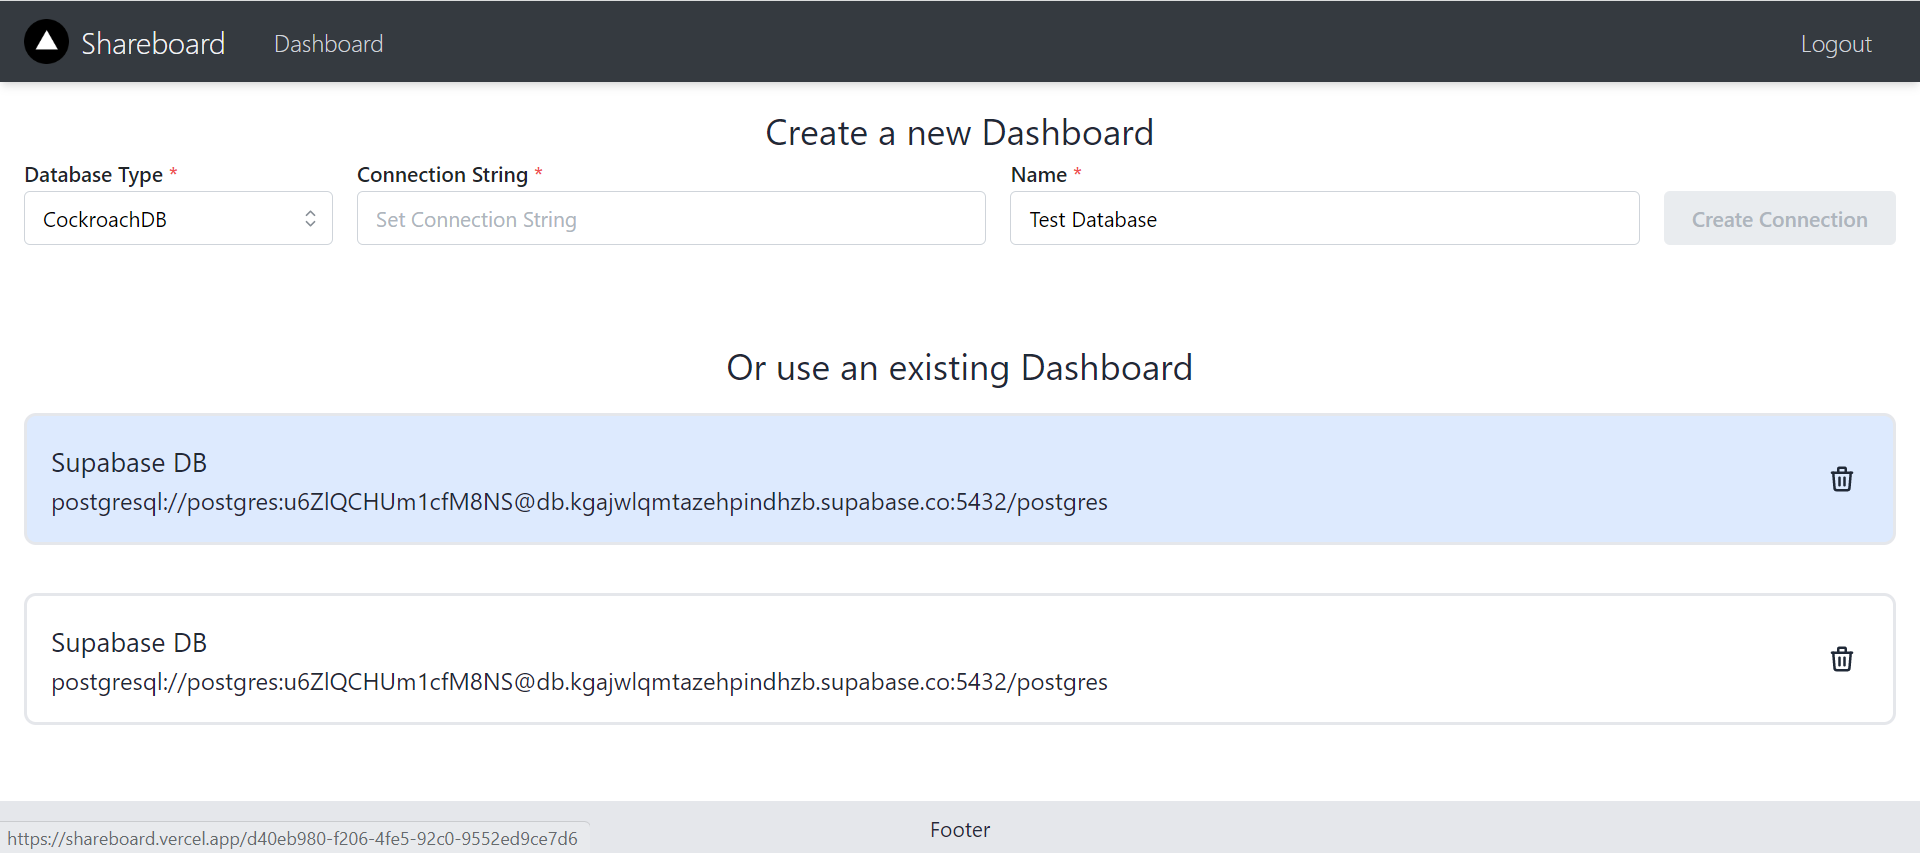 Shareboard Dashboard Logout
Create a new Dashboard
Database Type * Connection String * Name *
CockroachDB Set Connection String Test Database Create Connection
Or use an existing Dashboard
Supabase DB
postgresql://postgres:u6ZlQCHUm1cfM8NS@db.kgajwlqmtazehpindhzb.supabase.co:5432/postgres
Supabase DB
postgresql://postgres:u6ZlQCHUm1cfM8NS@db.kgajwlqmtazehpindhzb.supabase.co:5432/postgres
Footer
https://shareboard.vercel.app/d40eb980-f206-4fe5-92c0-9552ed9ce7d6